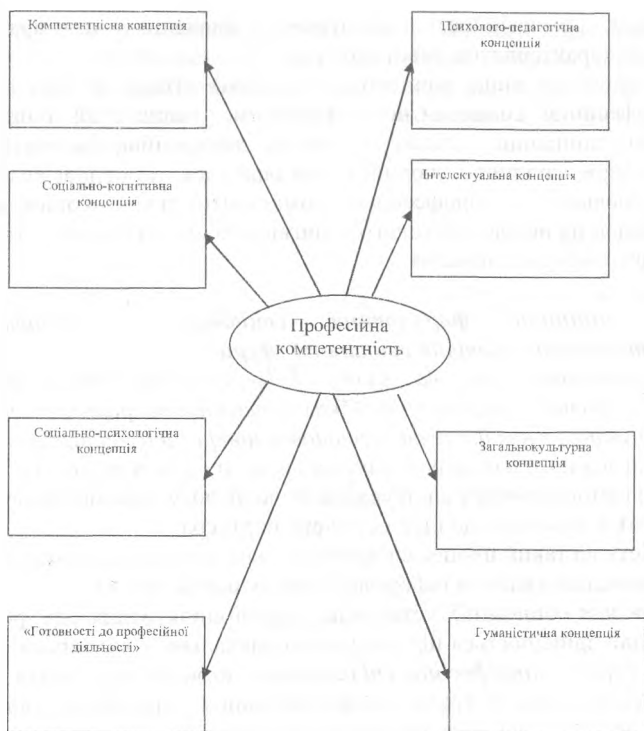 Компетентнісна концепція
Психолого-педагогічна
концепція
Соціально-когнітивна
концепція
Інтелектуальна концепція
Професійна
компетентність
Соціально-психологічна
концепція
Загальнокультурна
концепція
«Готовності до професійної
діяльності»
Гуманістична концепція